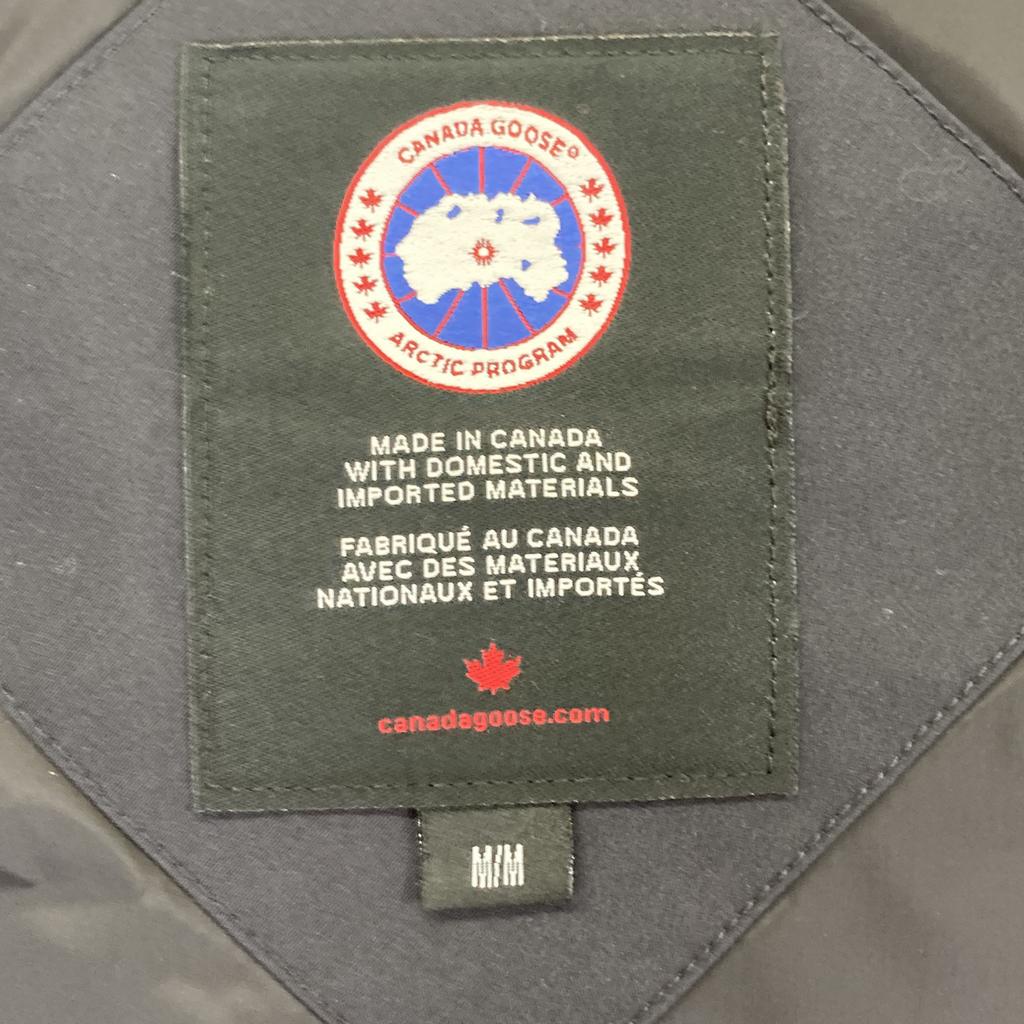 CANADA GOOSE®
ARCTIC PROGRAM
MADE IN CANADA
WITH DOMESTIC AND
IMPORTED MATERIALS
FABRIQUÉ AU CANADA
AVEC DES MATERIAUX
NATIONAUX ET IMPORTÉS
canadagoose.com
M/M